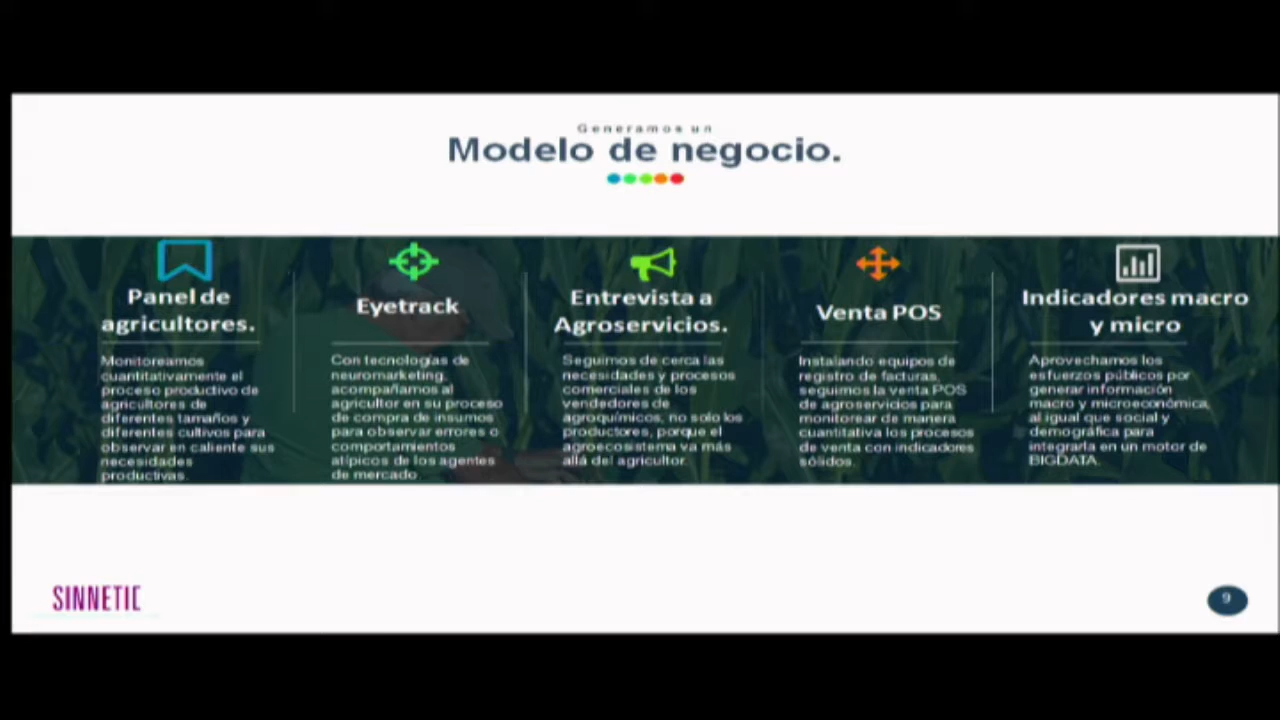 Generamos un
Modelo de negocio.
Panel de
agricultores.
Monitoreamos
cuantitativamente el
proceso productivo de
agricultores de
diferentes tamaños y
diferentes cultivos para
observar en caliente sus
necesidades
productivas.
Eyetrack
Con tecnologías de
neuromarketing,
acompañamos al
agricultor en su proceso
de compra de insumos
para observar errores o
comportamientos
atípicos de los agentes
de mercado
Entrevista a
Agroservicios.
Seguimos de cerca las
necesidades y procesos
comerciales de los
vendedores de
agroquímicos, no solo los
productores, porque el
agroecosistema va más
allá del agricultor.
Venta POS
Instalando equipos de
registro de facturas,
seguimos la venta POS
de agroservicios para
monitorear de manera
cuantitativa los procesos
de venta con indicadores
sólidos.
Indicadores macro
y micro
Aprovechamos los
esfuerzos públicos por
generar información
macro y microeconómica,
al igual que social y
demográfica para
integrarla en un motor de
BIGDATA.
SINNETIC
9